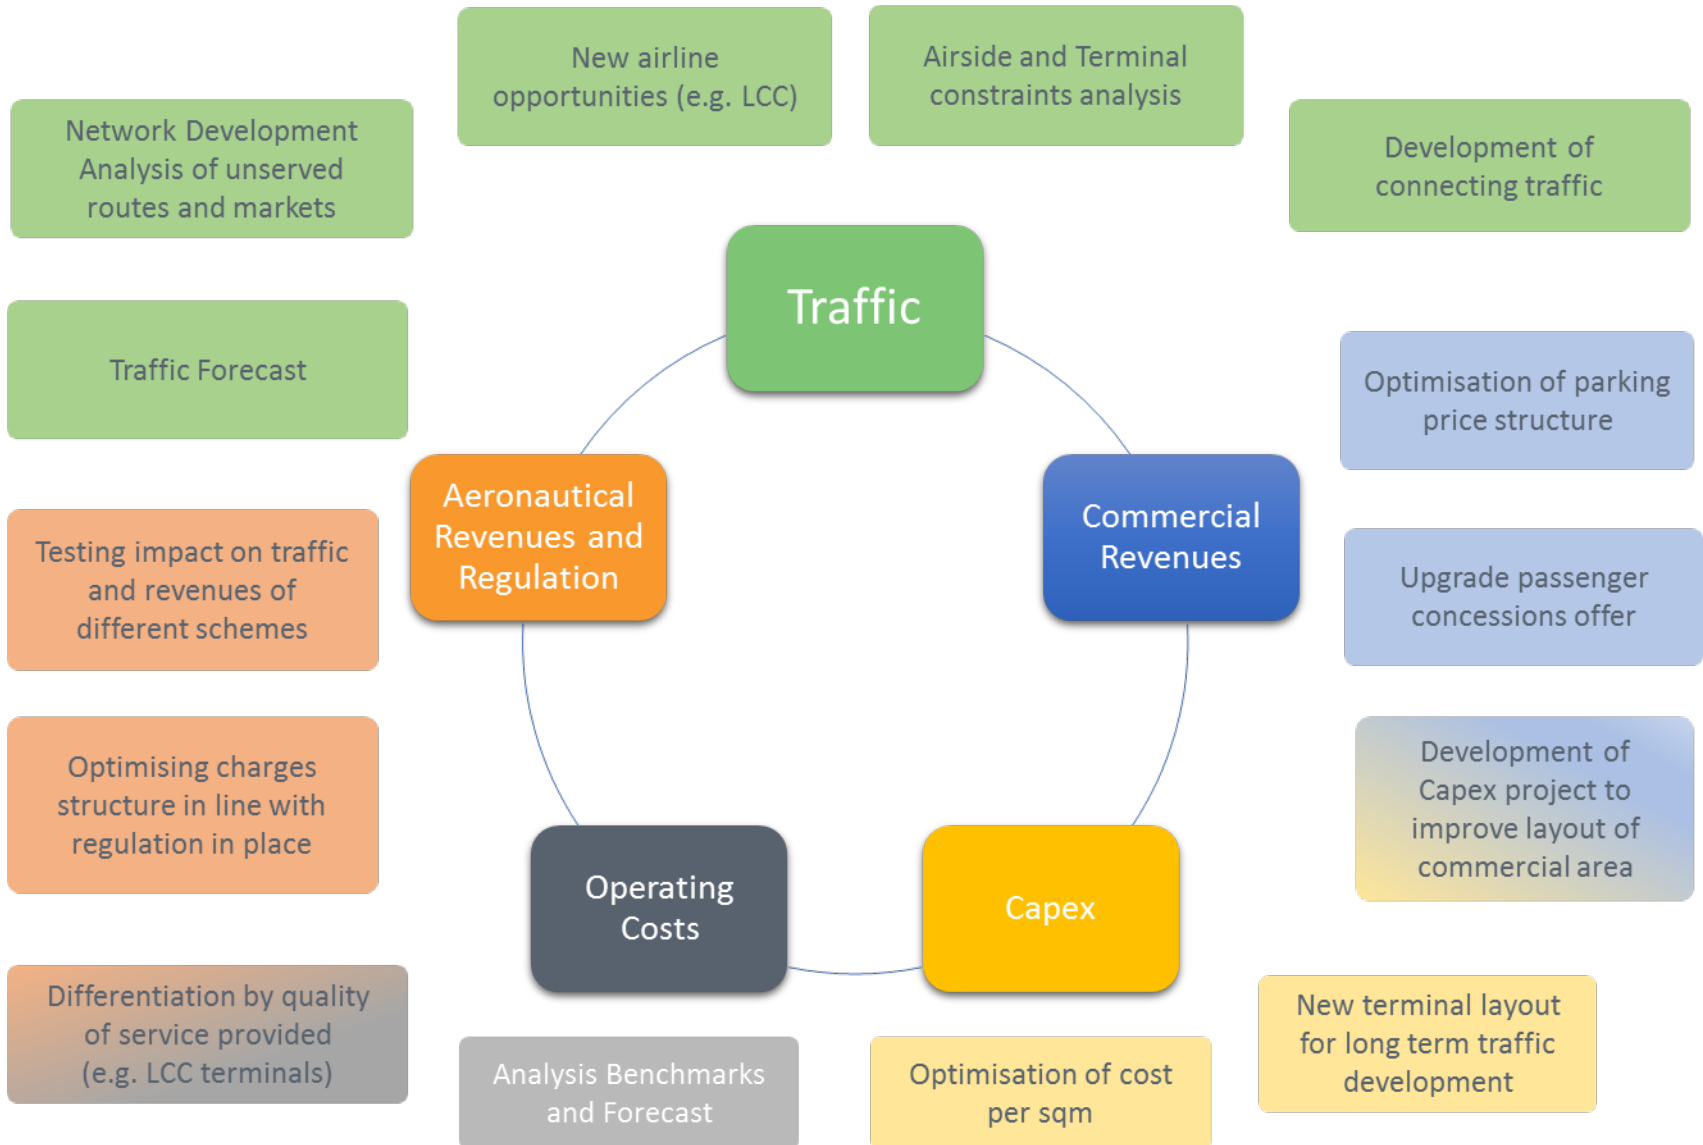 New airline
opportunities (e.g. LCC)
Airside and Terminal
constraints analysis
Network Development
Analysis of unserved
routes and markets
Development of
connecting traffic
Traffic
Traffic Forecast
Optimisation of parking
price structure
Aeronautical
Revenues and
Regulation
Commercial
Revenues
Testing impact on traffic
and revenues of
different schemes
Upgrade passenger
concessions offer
Optimising charges
structure in line with
regulation in place
Development of
Capex project to
improve layout of
commercial area
Operating
Costs
Capex
Differentiation by quality
of service provided
(e.g. LCC terminals)
New terminal layout
for long term traffic
development
Analysis Benchmarks
and Forecast
Optimisation of cost
per sqm